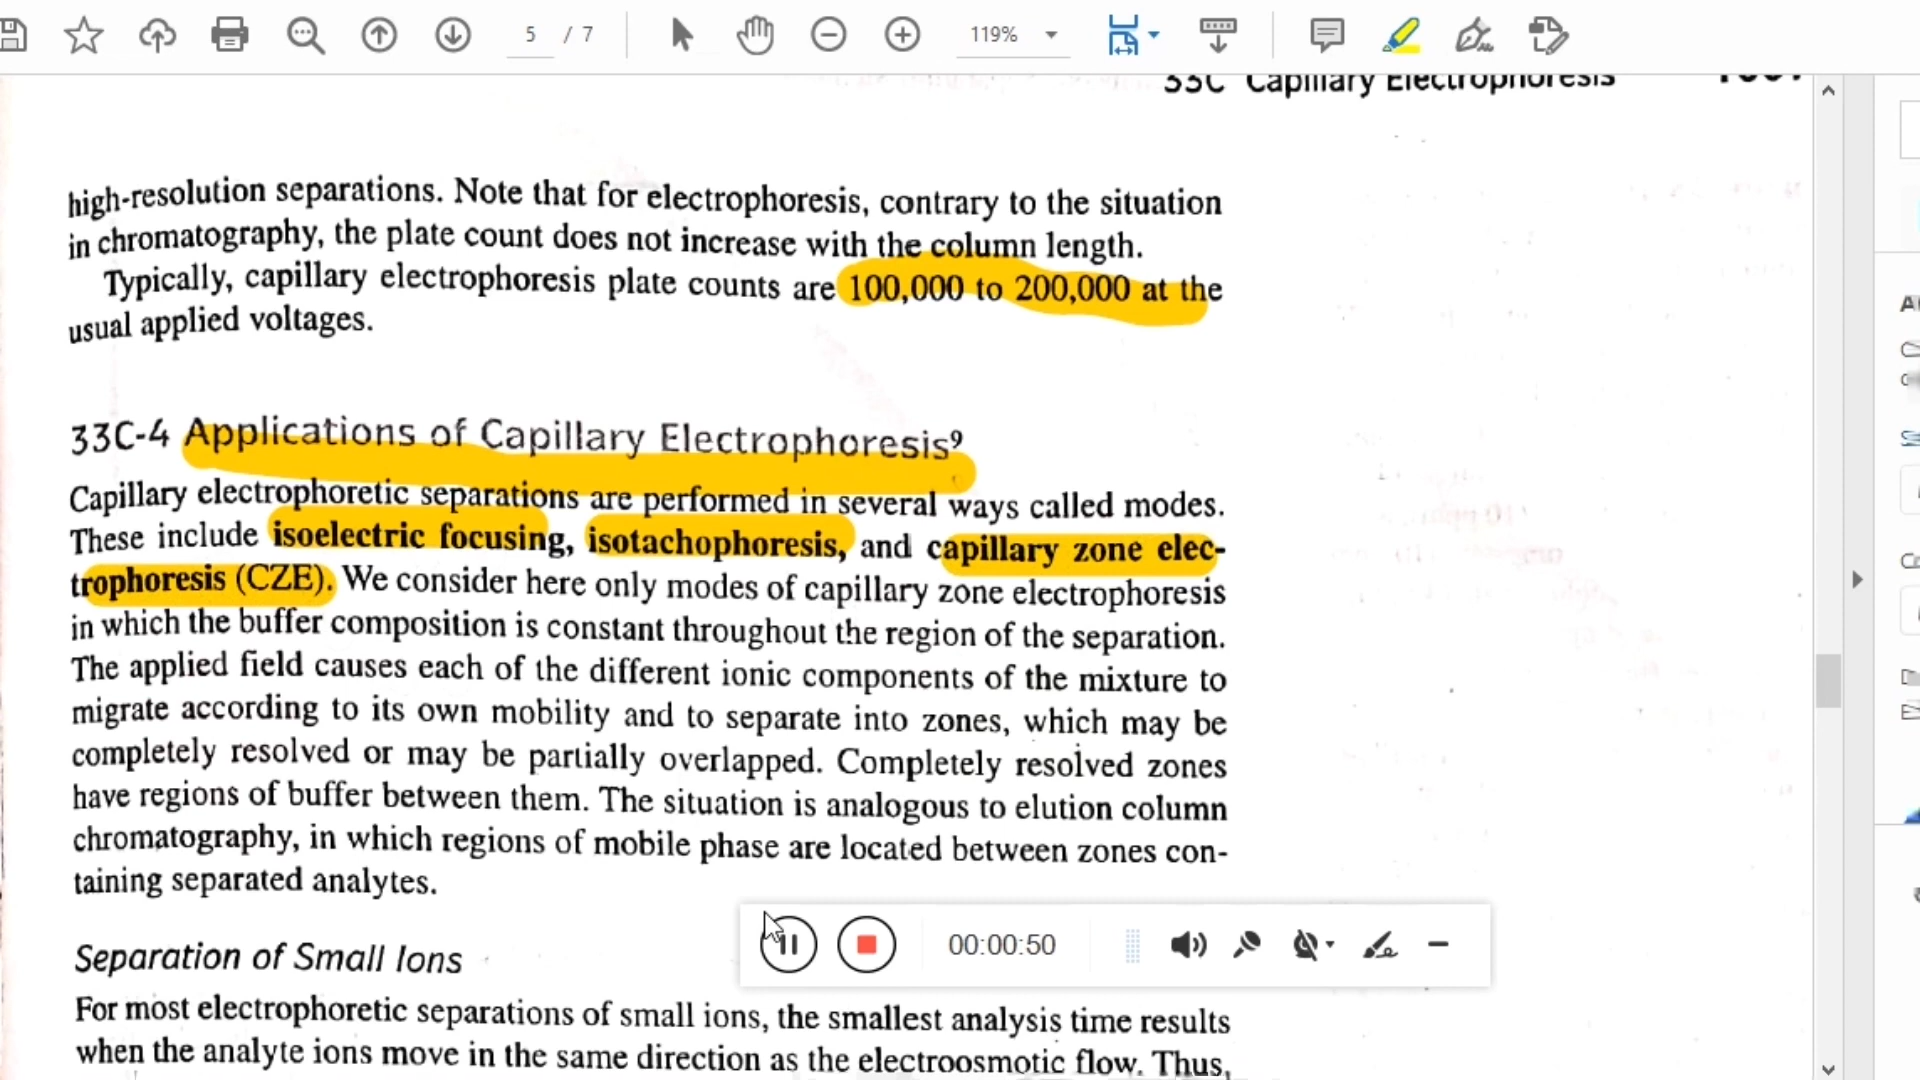 5 / 7
119%
33C Capillary Electrophoresis
high-resolution separations. Note that for electrophoresis, contrary to the situation
in chromatography, the plate count does not increase with the column length.
Typically, capillary electrophoresis plate counts are 100,000 to 200,000 at the
usual applied voltages.
33C-4 Applications of Capillary Electrophoresis⁹
Capillary electrophoretic separations are performed in several ways called modes.
These include isoelectric focusing, isotachophoresis, and capillary zone elec-
trophoresis (CZE). We consider here only modes of capillary zone electrophoresis
in which the buffer composition is constant throughout the region of the separation.
The applied field causes each of the different ionic components of the mixture to
migrate according to its own mobility and to separate into zones, which may be
completely resolved or may be partially overlapped. Completely resolved zones
have regions of buffer between them. The situation is analogous to elution column
chromatography, in which regions of mobile phase are located between zones con-
taining separated analytes.
00:00:50
Separation of Small Ions
For most electrophoretic separations of small ions, the smallest analysis time results
when the analyte ions move in the same direction as the electroosmotic flow. Thus,